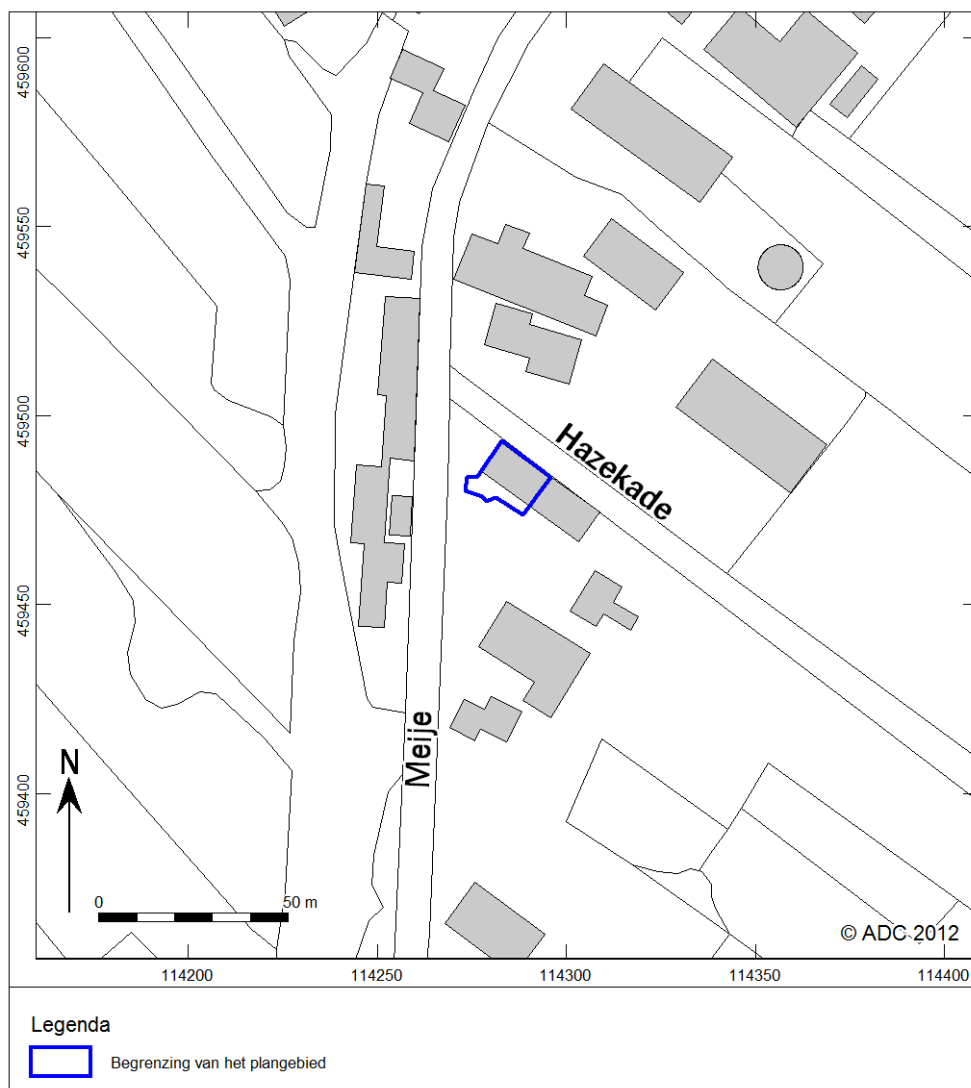 459600
459550
459500
459450
459400
Hazekade
Meije
N
0 50 m
© ADC 2012
114200 114250 114300 114350 114400
Legenda
Begrenzing van het plangebied